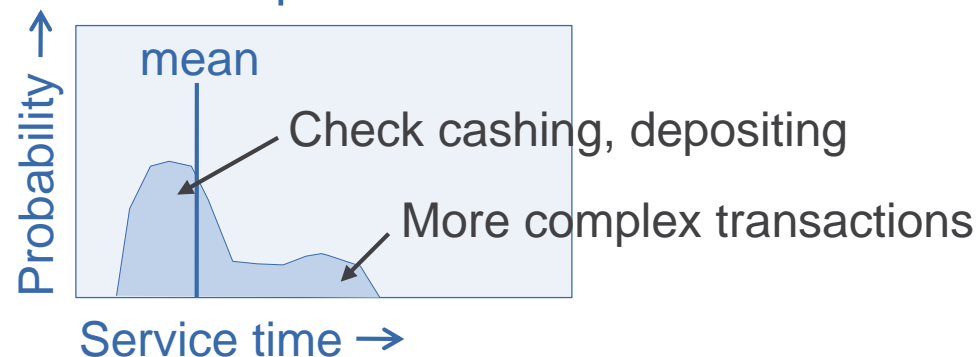 Probability →
mean
Check cashing, depositing
More complex transactions
Service time →